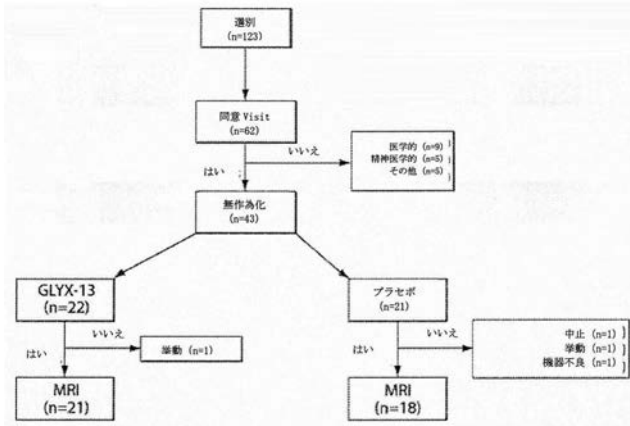 選別
(n=123)
同意 Visit
(n=62)
いいえ
医学的 (n=9)
精神医学的 (n=5)
その他 (n=5)
はい
無作為化
(n=43)
GLYX-13
(n=22)
プラセボ
(n=21)
いいえ
挙動 (n=1)
はい
いいえ
中止 (n=1)
挙動 (n=1)
機器不良 (n=1)
はい
MRI
(n=21)
MRI
(n=18)